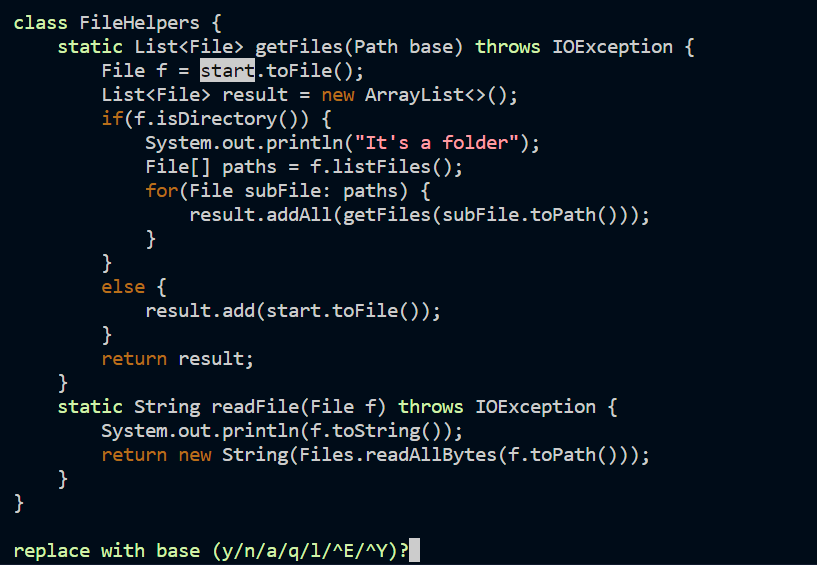 class FileHelpers {
    static List<File> getFiles(Path base) throws IOException {
        File f = start.toFile();
        List<File> result = new ArrayList<>();
        if(f.isDirectory()) {
            System.out.println("It's a folder");
            File[] paths = f.listFiles();
            for(File subFile: paths) {
                result.addAll(getFiles(subFile.toPath()));
            }
        }
        else {
            result.add(start.toFile());
        }
        return result;
    }
    static String readFile(File f) throws IOException {
        System.out.println(f.toString());
        return new String(Files.readAllBytes(f.toPath()));
    }
}
replace with base (y/n/a/q/l/^E/^Y)?